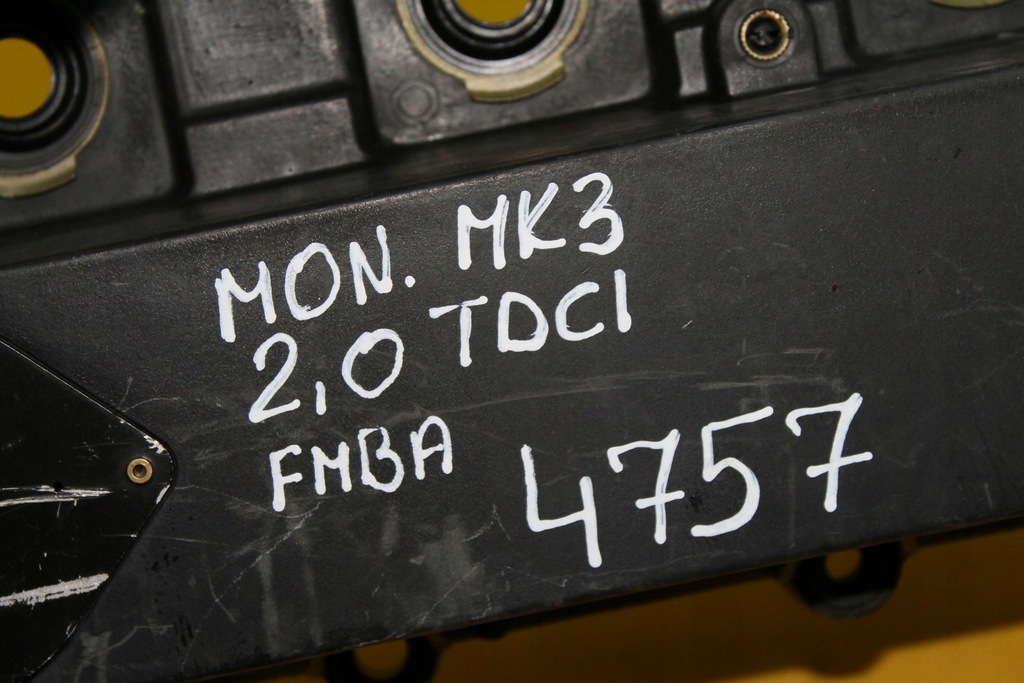 MON. MK3
2,0 TDCI
FMBA
4757